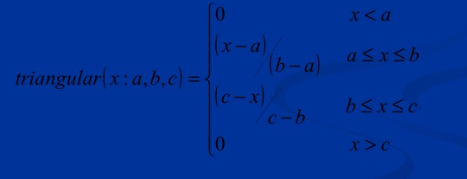 0 x < a
(x − a)/(b − a) a ≤ x ≤ b
triangular(x : a, b, c) =
(c − x)/c − b b ≤ x ≤ c
0 x > c